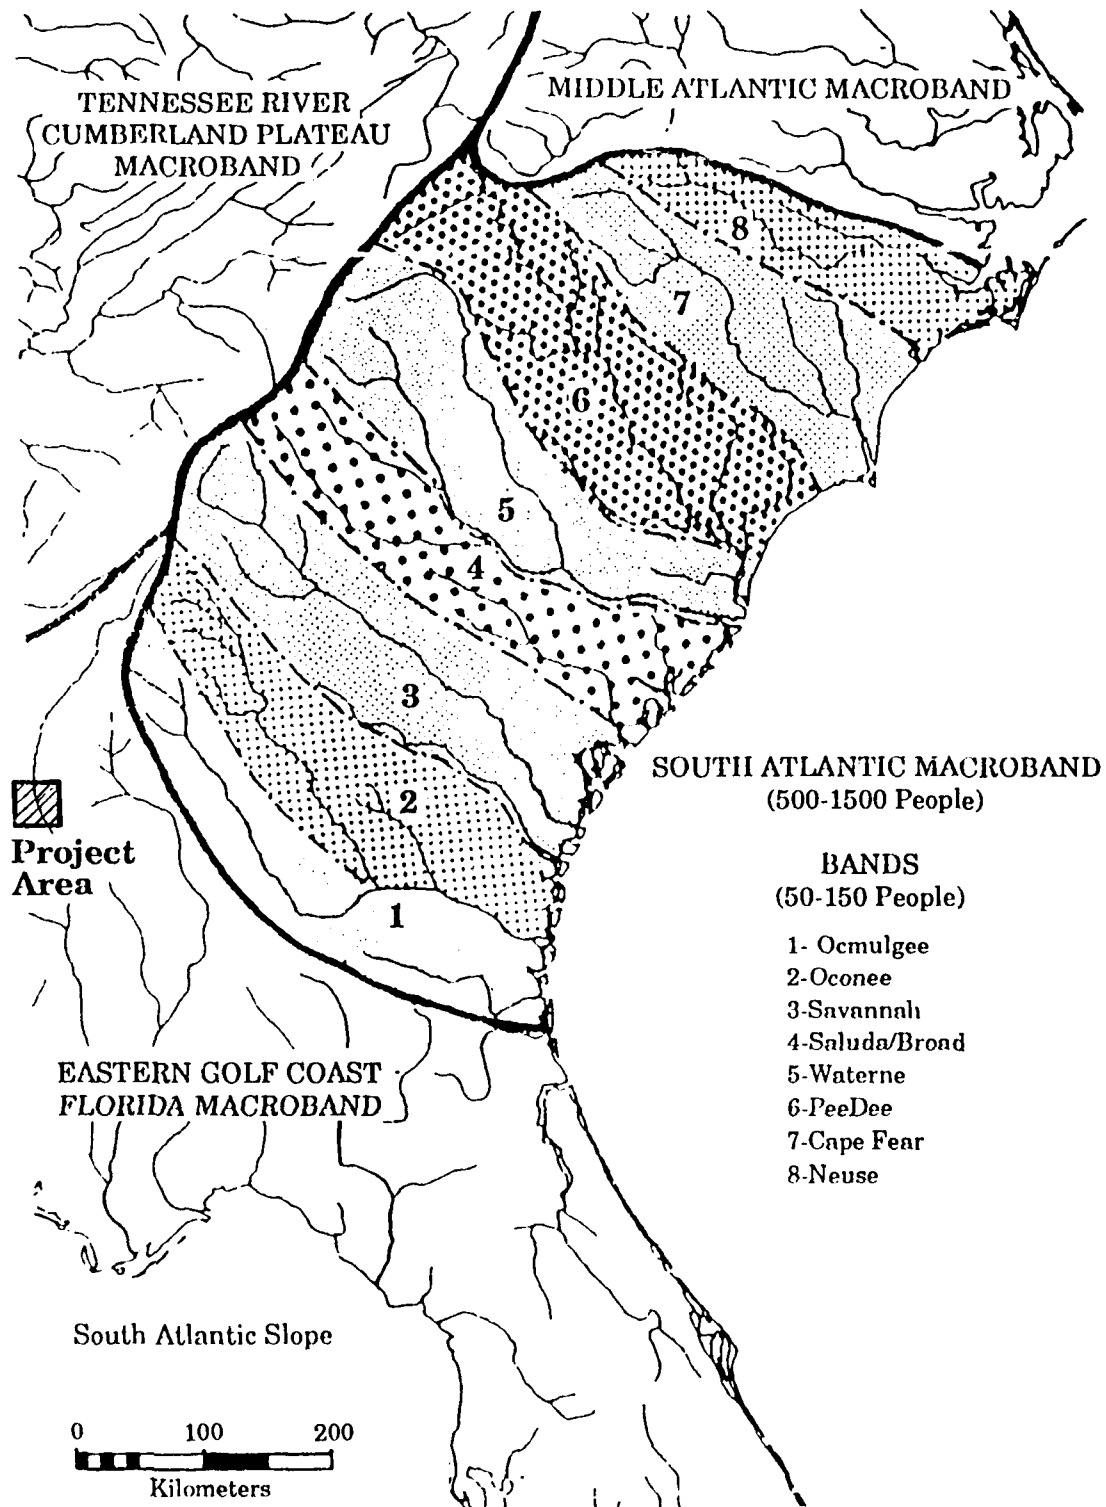 TENNESSEE RIVER
CUMBERLAND PLATEAU
MACROBAND
MIDDLE ATLANTIC MACROBAND
8
7
6
5
4
3
2
1
Project
Area
SOUTH ATLANTIC MACROBAND
(500-1500 People)
BANDS
(50-150 People)
1- Ocmulgee
2-Oconee
3-Savannah
4-Saluda/Broad
5-Waterne
6-PeeDee
7-Cape Fear
8-Neuse
EASTERN GOLF COAST
FLORIDA MACROBAND
South Atlantic Slope
0 100 200
Kilometers